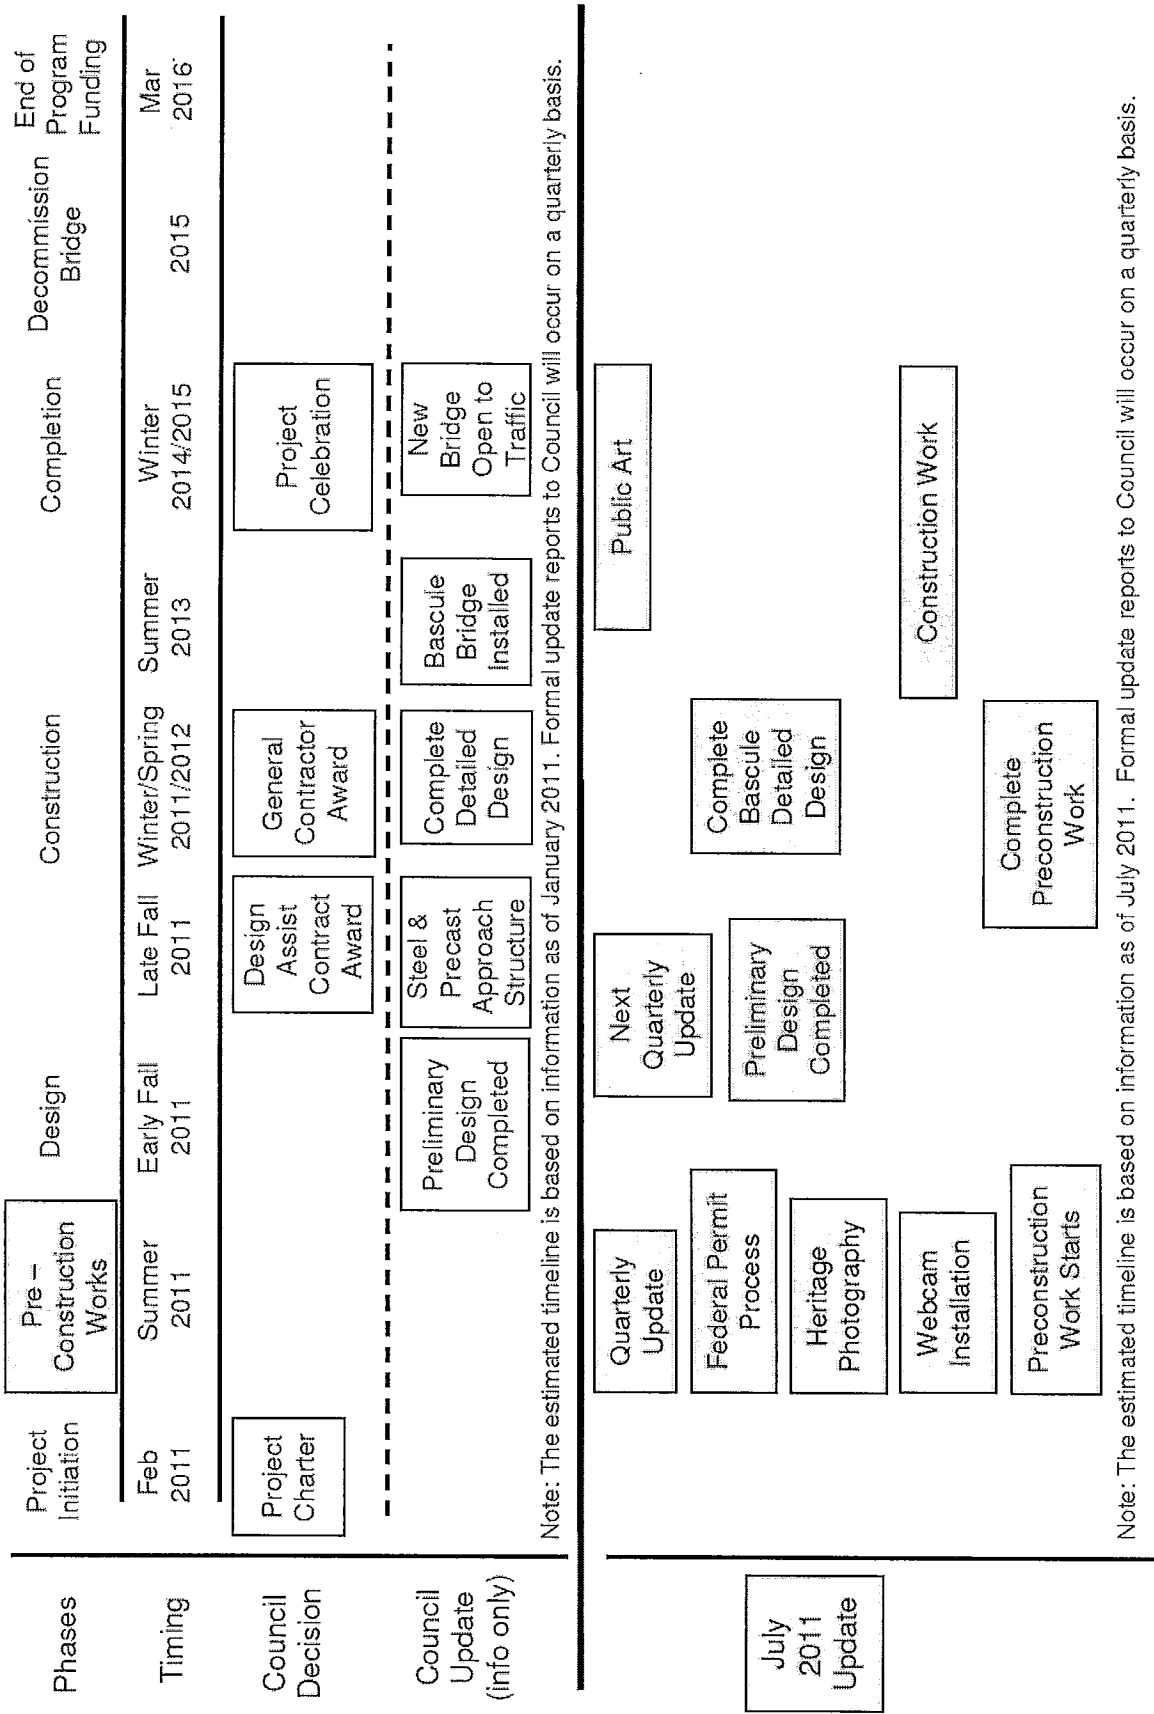 Phases
Project
Initiation
Pre –
Construction
Works
Design
Construction
Completion
Decommission
Bridge
End of
Program
Funding
Timing
Feb
2011
Summer
2011
Early Fall
2011
Late Fall
2011
Winter/Spring
2011/2012
Summer
2013
Winter
2014/2015
2015
Mar
2016
Council
Decision
Project
Charter
Design
Assist
Contract
Award
General
Contractor
Award
Project
Celebration
Council
Update
(info only)
Preliminary
Design
Completed
Steel &
Precast
Approach
Structure
Complete
Detailed
Design
Bascule
Bridge
Installed
New
Bridge
Open to
Traffic
Note: The estimated timeline is based on information as of January 2011. Formal update reports to Council will occur on a quarterly basis.
July
2011
Update
Quarterly
Update
Next
Quarterly
Update
Public Art
Federal Permit
Process
Preliminary
Design
Completed
Complete
Bascule
Detailed
Design
Heritage
Photography
Webcam
Installation
Construction Work
Preconstruction
Work Starts
Complete
Preconstruction
Work
Note: The estimated timeline is based on information as of July 2011. Formal update reports to Council will occur on a quarterly basis.